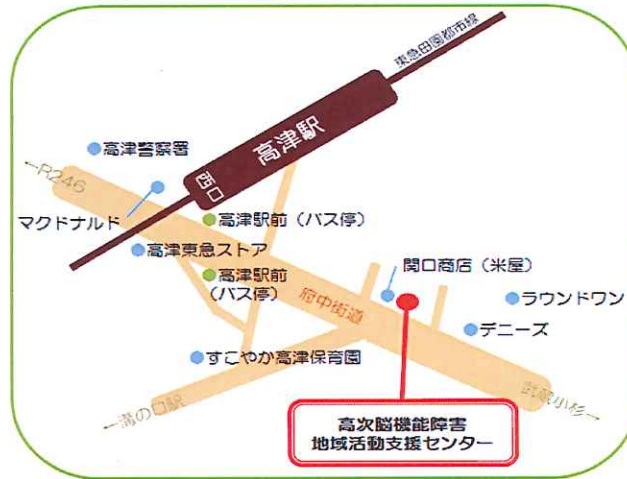 東急田園都市線
高津駅
西口
高津警察署
←R246
マクドナルド
高津駅前（バス停）
高津東急ストア
高津駅前
（バス停）
関口商店（米屋）
ラウンドワン
府中街道
デニーズ
すこやか高津保育園
武蔵小杉→
←溝の口駅
高次脳機能障害
地域活動支援センター